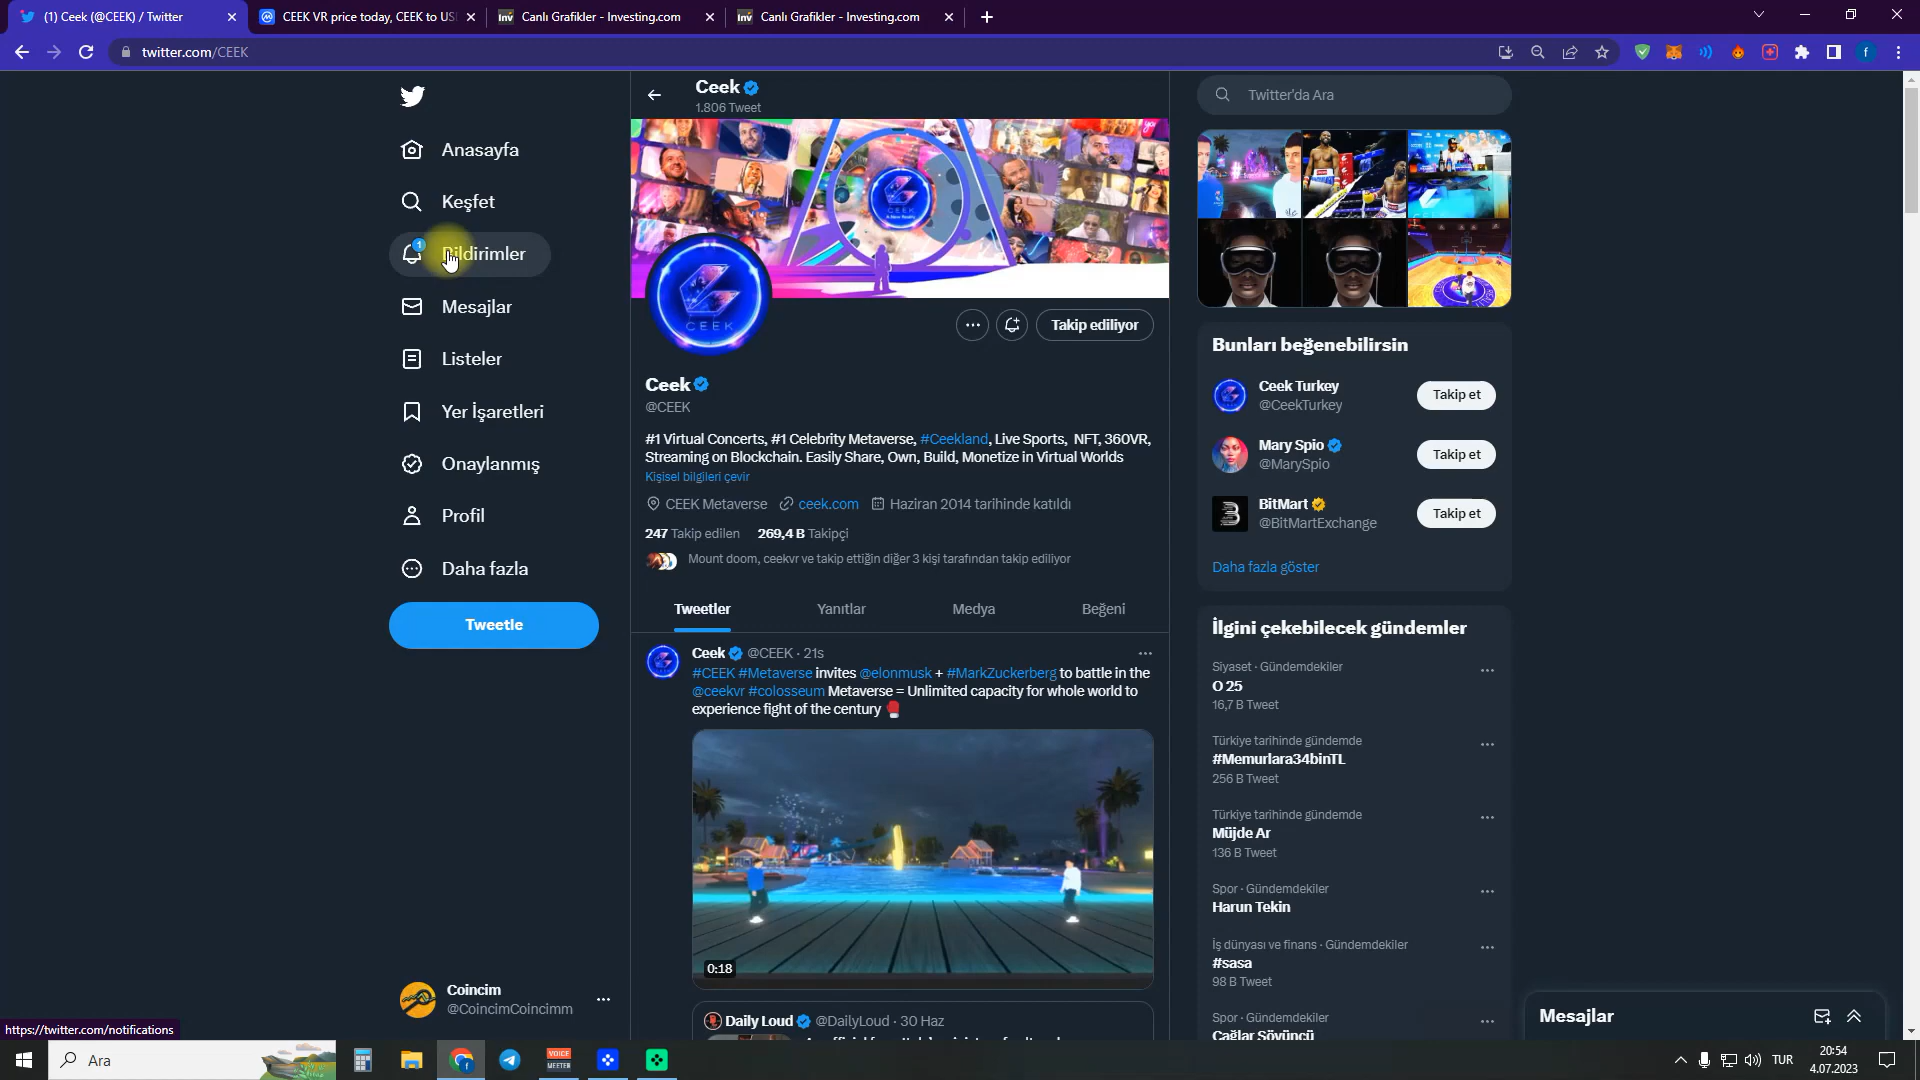 (1) Ceek (@CEEK) / Twitter
CEEK VR price today, CEEK to US
Canlı Grafikler - Investing.com
Canlı Grafikler - Investing.com
twitter.com/CEEK
Anasayfa
Keşfet
1
Bildirimler
Mesajlar
Listeler
Yer İşaretleri
Onaylanmış
Profil
Daha fazla
Tweetle
Coincim
@CoincimCoincimm
https://twitter.com/notifications
Ceek
1.806 Tweet
CEEK
Takip ediliyor
Ceek
@CEEK
#1 Virtual Concerts, #1 Celebrity Metaverse, #Ceekland, Live Sports, NFT, 360VR,
Streaming on Blockchain. Easily Share, Own, Build, Monetize in Virtual Worlds
Kişisel bilgileri çevir
CEEK Metaverse ceek.com Haziran 2014 tarihinde katıldı
247 Takip edilen 269,4 B Takipçi
Mount doom, ceekvr ve takip ettiğin diğer 3 kişi tarafından takip ediliyor
Tweetler Yanıtlar Medya Beğeni
Ceek @CEEK · 21s
#CEEK #Metaverse invites @elonmusk + #MarkZuckerberg to battle in the
@ceekvr #colosseum Metaverse = Unlimited capacity for whole world to
experience fight of the century
0:18
Daily Loud @DailyLoud · 30 Haz
Twitter'da Ara
Bunları beğenebilirsin
Ceek Turkey
@CeekTurkey
Takip et
Mary Spio
@MarySpio
Takip et
BitMart
@BitMartExchange
Takip et
Daha fazla göster
İlgini çekebilecek gündemler
Siyaset · Gündemdekiler
O 25
16,7 B Tweet
Türkiye tarihinde gündemde
#Memurlara34binTL
256 B Tweet
Türkiye tarihinde gündemde
Müjde Ar
136 B Tweet
Spor · Gündemdekiler
Harun Tekin
İş dünyası ve finans · Gündemdekiler
#sasa
98 B Tweet
Spor · Gündemdekiler
Çağlar Söyüncü
Mesajlar
Ara
VOICE
MEETER
TUR
20:54
4.07.2023